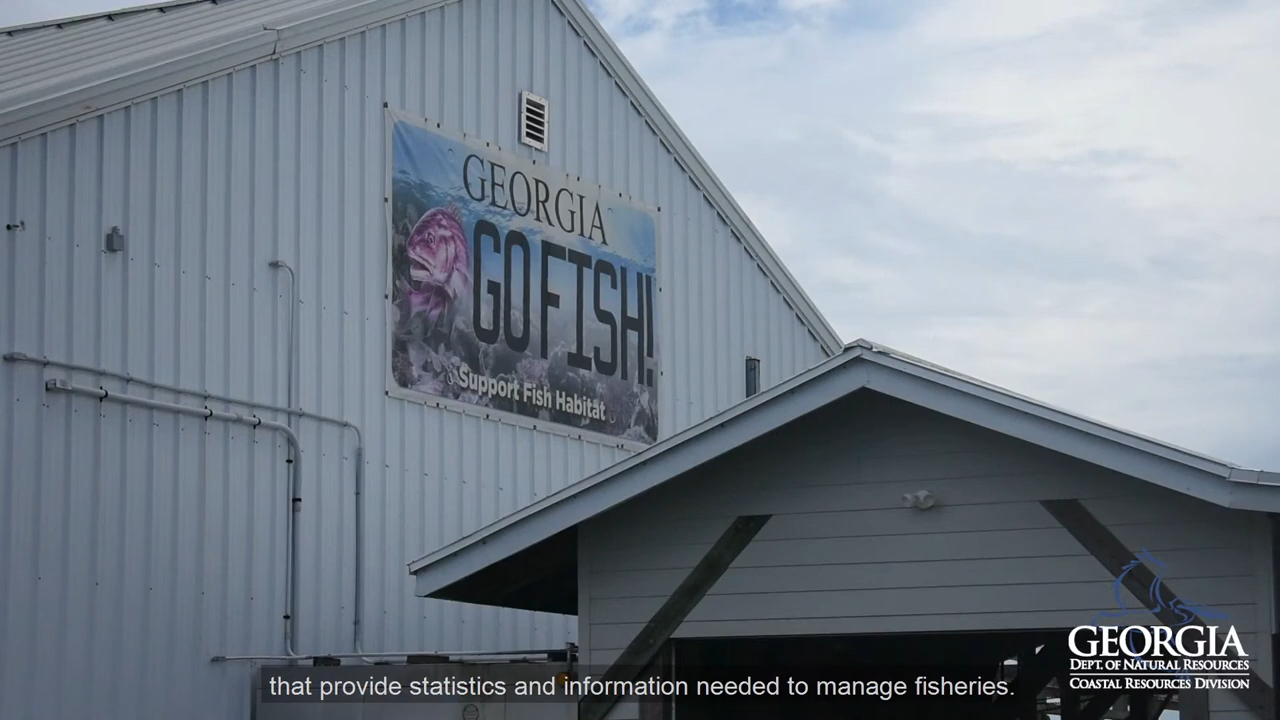 GEORGIA
GO FISH!
Support Fish Habitat
that provide statistics and information needed to manage fisheries.
GEORGIA
DEPT. OF NATURAL RESOURCES
COASTAL RESOURCES DIVISION